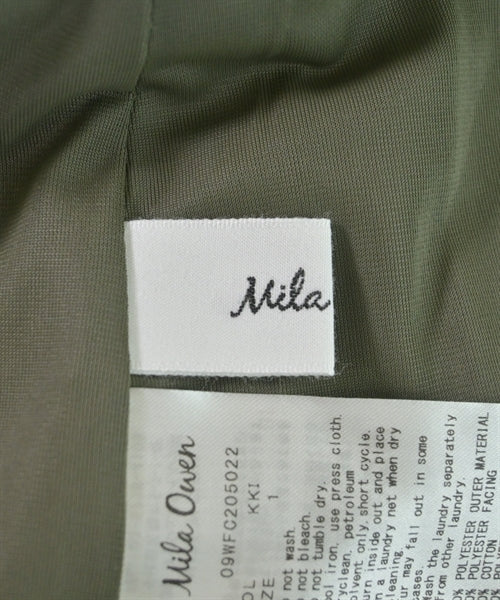 Mila
Mila Owen
09WFC205022
KKI
1
not wash.
not bleach.
not tumble dry.
iron. use press cloth.
petroleum
only. short cycle.
inside out and place
a laundry net when dry
cleaning.
may fall out in some
the laundry separately
from other laundry.
POLYESTER OUTER MATERIAL
POLYESTER FACING
COTTON
POLYESTER